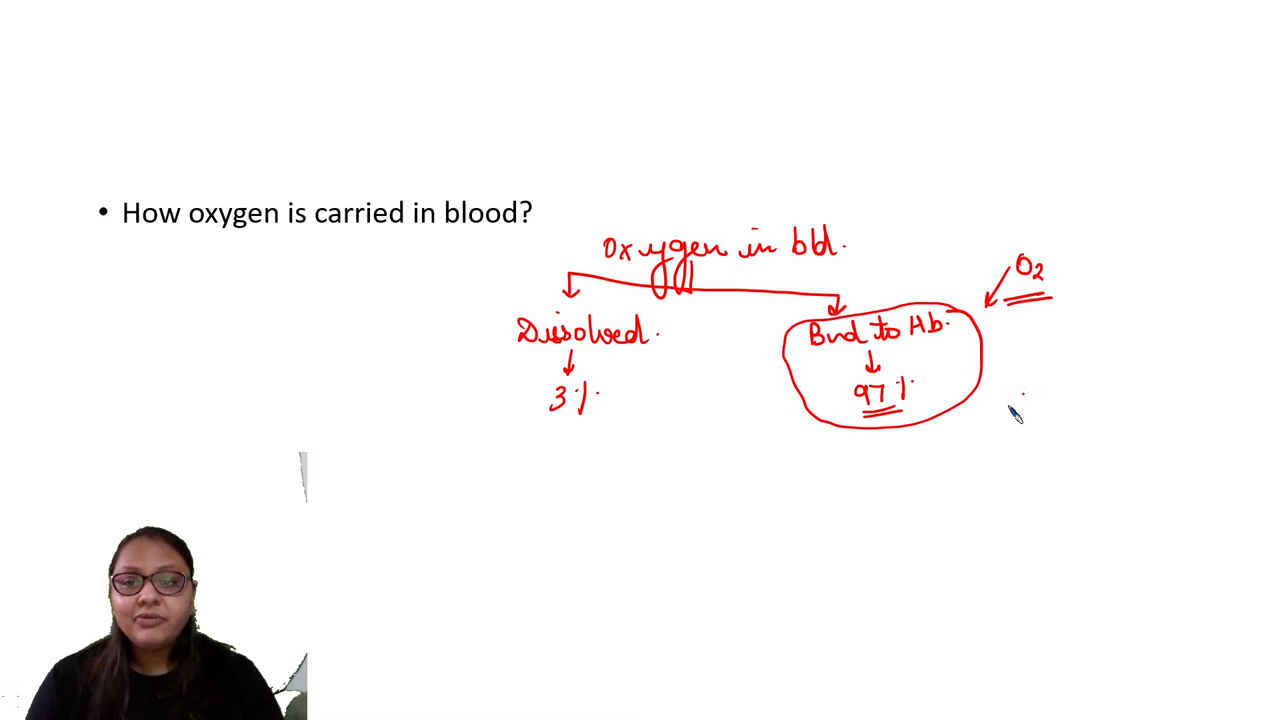 • How oxygen is carried in blood?
Oxygen in bld.
O2
Dissolved.
Bnd to Hb.
3%.
97%